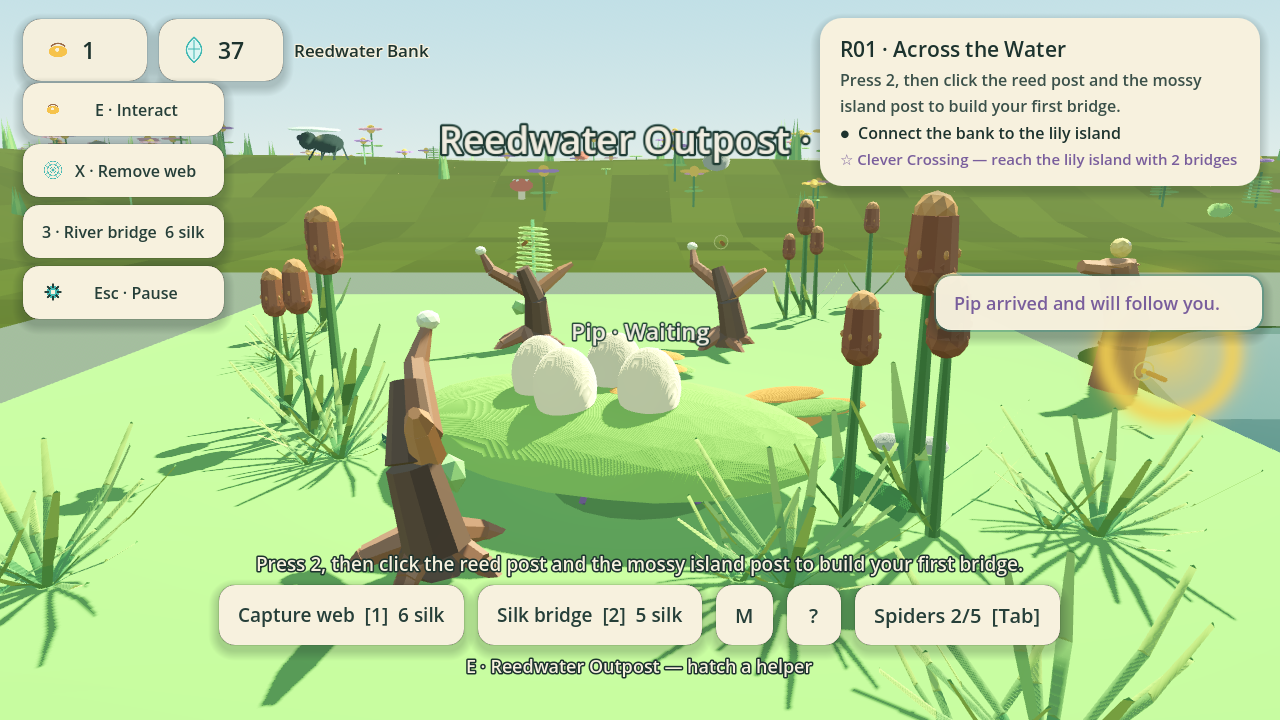 1
37
Reedwater Bank
R01 · Across the Water
Press 2, then click the reed post and the mossy
island post to build your first bridge.
● Connect the bank to the lily island
☆ Clever Crossing — reach the lily island with 2 bridges
E · Interact
X · Remove web
3 · River bridge 6 silk
Esc · Pause
Reedwater Outpost ·
Pip arrived and will follow you.
Pip · Waiting
Press 2, then click the reed post and the mossy island post to build your first bridge.
Capture web [1] 6 silk
Silk bridge [2] 5 silk
M
?
Spiders 2/5 [Tab]
E · Reedwater Outpost — hatch a helper